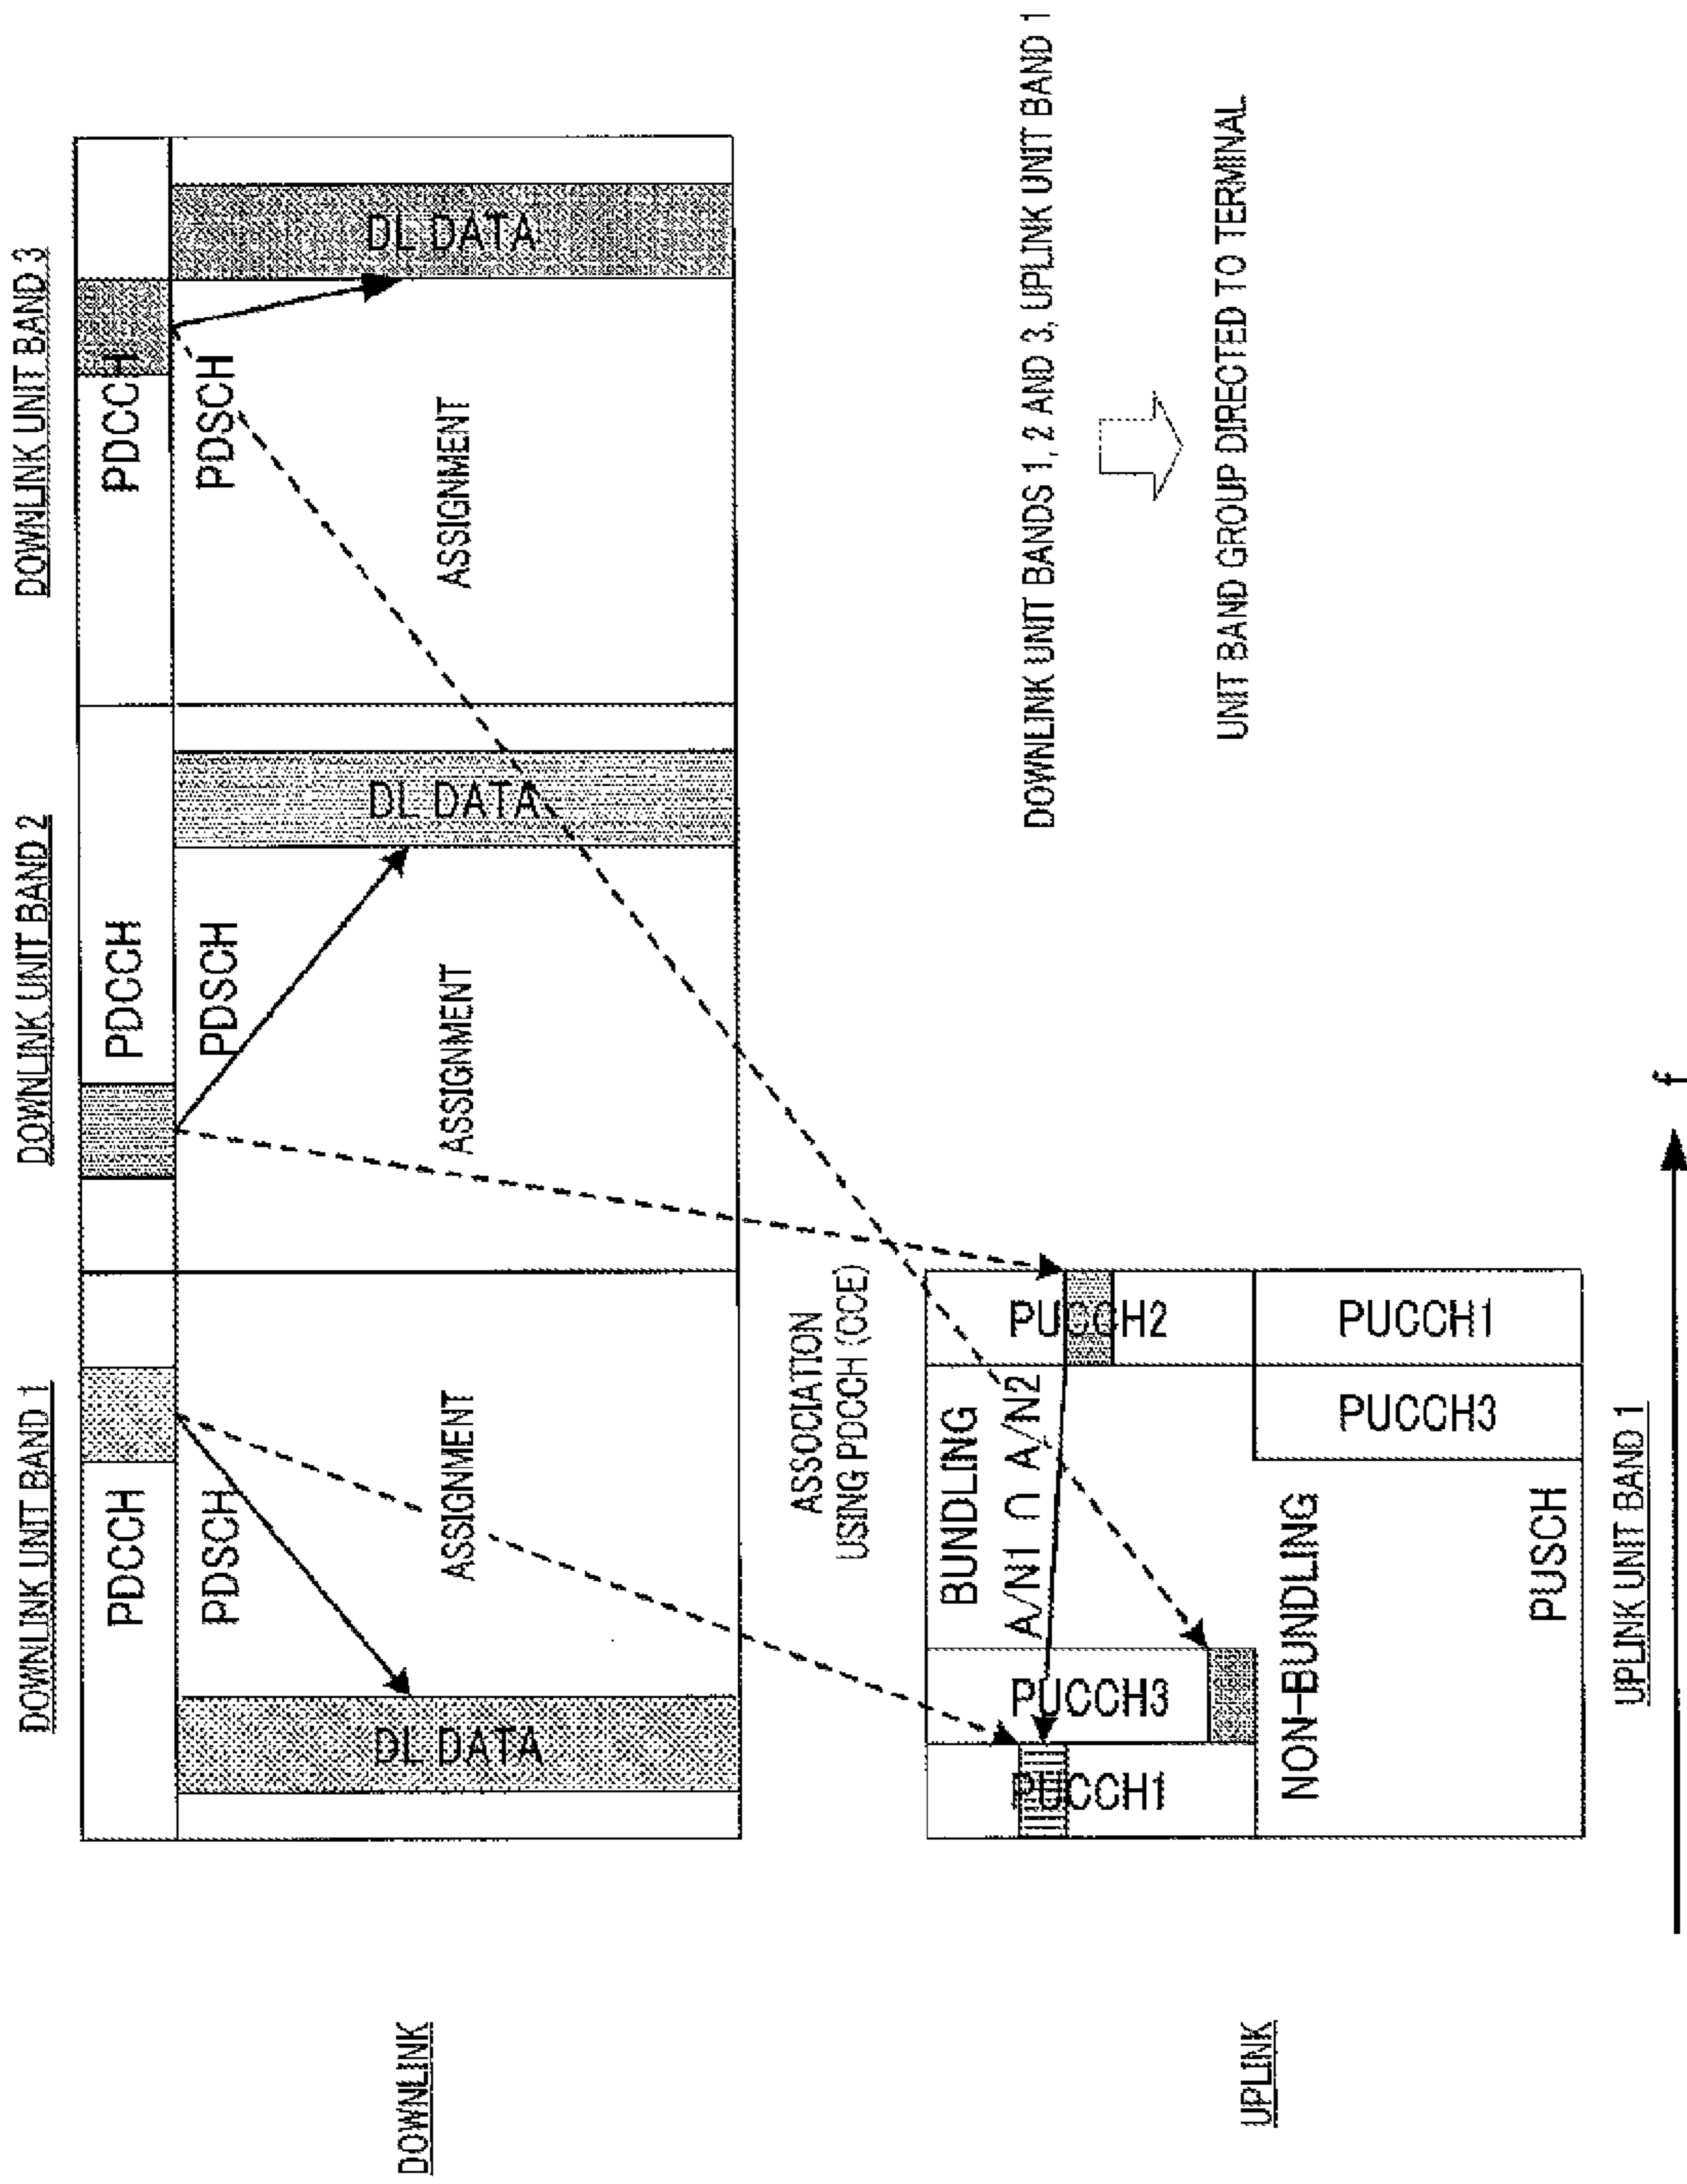 DOWNLINK
DOWNLINK UNIT BAND 1
DOWNLINK UNIT BAND 2
DOWNLINK UNIT BAND 3
PDCCH
PDCCH
PDCCH
PDSCH
PDSCH
PDSCH
DL DATA
ASSIGNMENT
ASSIGNMENT
DL DATA
ASSIGNMENT
DL DATA
ASSOCIATION
USING PDCCH (CCE)
UPLINK
BUNDLING
A/N1 ∩ A/N2
PUCCH1
PUCCH3
PUCCH2
NON-BUNDLING
PUCCH3
PUCCH1
PUSCH
UPLINK UNIT BAND 1
f
DOWNLINK UNIT BANDS 1, 2 AND 3, UPLINK UNIT BAND 1
UNIT BAND GROUP DIRECTED TO TERMINAL